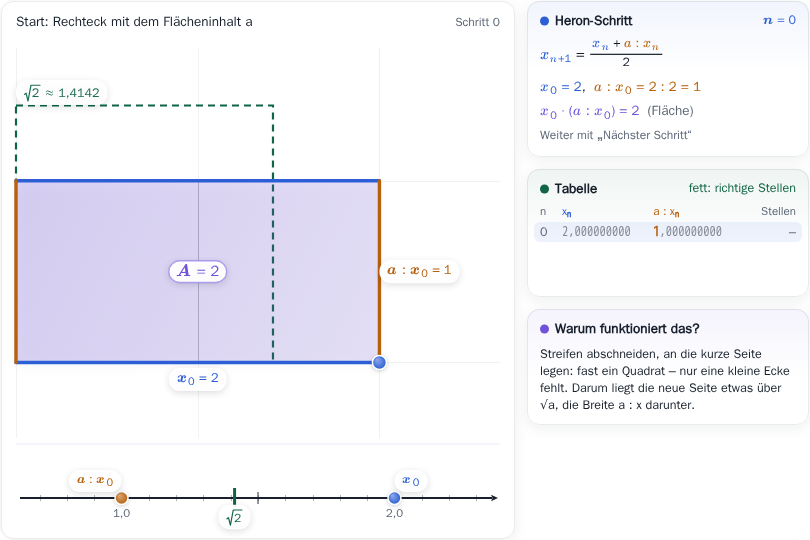 Start: Rechteck mit dem Flächeninhalt a
Schritt 0
√2 ≈ 1,4142
A = 2
a : x₀ = 1
x₀ = 2
a : x₀
x₀
1,0
√2
2,0
Heron-Schritt
n = 0
xₙ₊₁ = (xₙ + a : xₙ) / 2
x₀ = 2, a : x₀ = 2 : 2 = 1
x₀ · (a : x₀) = 2 (Fläche)
Weiter mit „Nächster Schritt“
Tabelle
fett: richtige Stellen
n xₙ a : xₙ Stellen
0 2,000000000 1,000000000 –
Warum funktioniert das?
Streifen abschneiden, an die kurze Seite
legen: fast ein Quadrat – nur eine kleine Ecke
fehlt. Darum liegt die neue Seite etwas über
√a, die Breite a : x darunter.